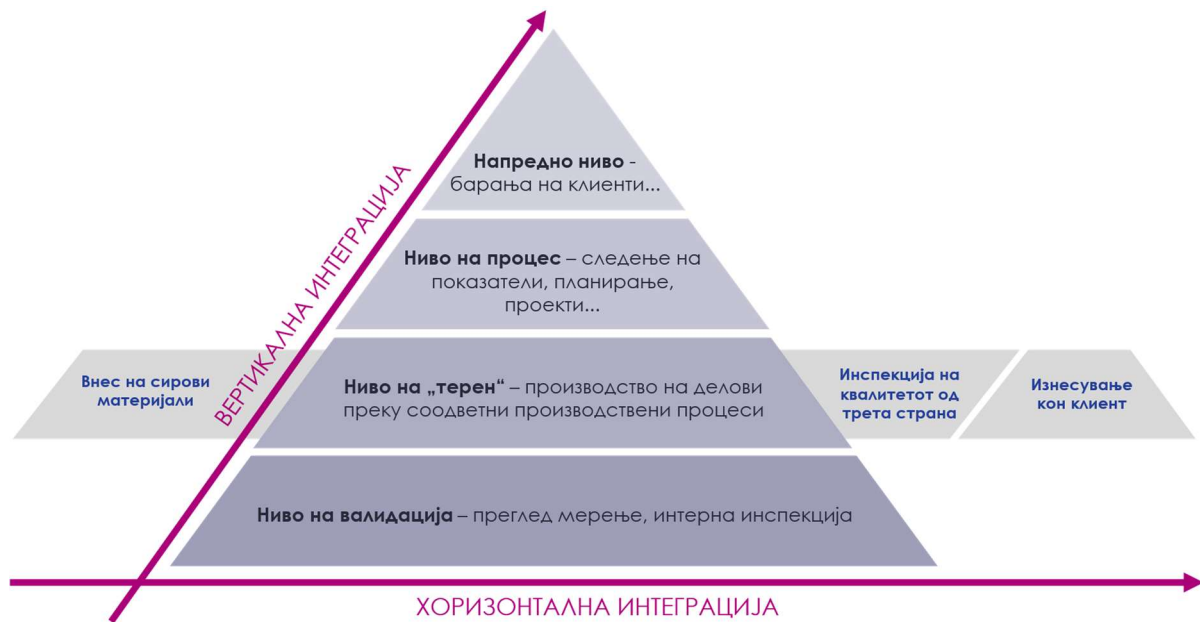 Напредно ниво -
барања на клиенти...
ВЕРТИКАЛНА ИНТЕГРАЦИЈА
Ниво на процес – следење на
показатели, планирање,
проекти...
Внес на сирови
материјали
Ниво на „терен“ – производство на делови
преку соодветни производствени процеси
Инспекција на
квалитетот од
трета страна
Изнесување
кон клиент
Ниво на валидација – преглед мерење, интерна инспекција
ХОРИЗОНТАЛНА ИНТЕГРАЦИЈА